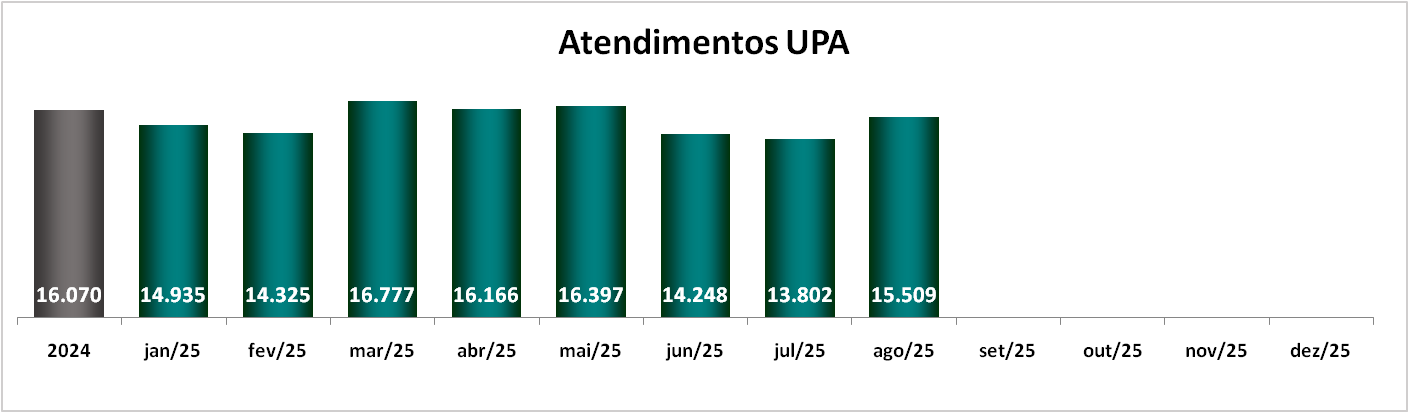 Atendimentos UPA
16.070 14.935 14.325 16.777 16.166 16.397 14.248 13.802 15.509
2024 jan/25 fev/25 mar/25 abr/25 mai/25 jun/25 jul/25 ago/25 set/25 out/25 nov/25 dez/25